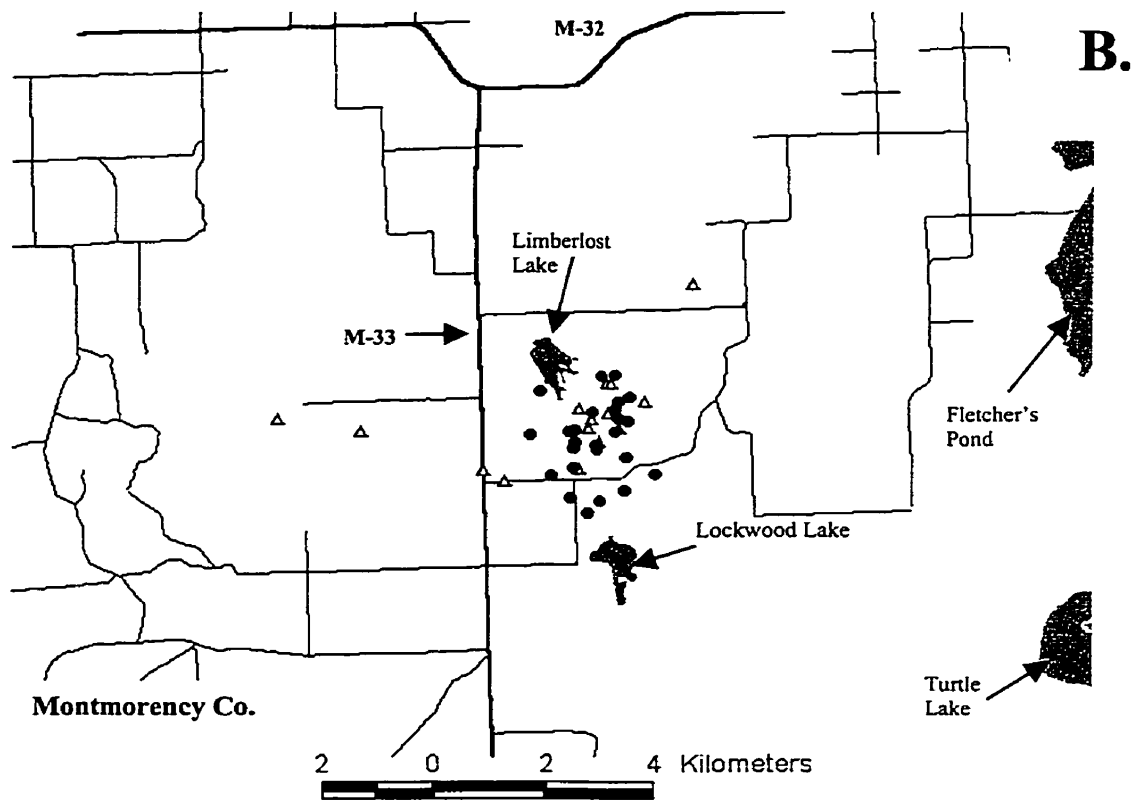 M-32
B.
Limberlost
Lake
M-33
Fletcher's
Pond
Lockwood Lake
Turtle
Lake
Montmorency Co.
2 0 2 4 Kilometers